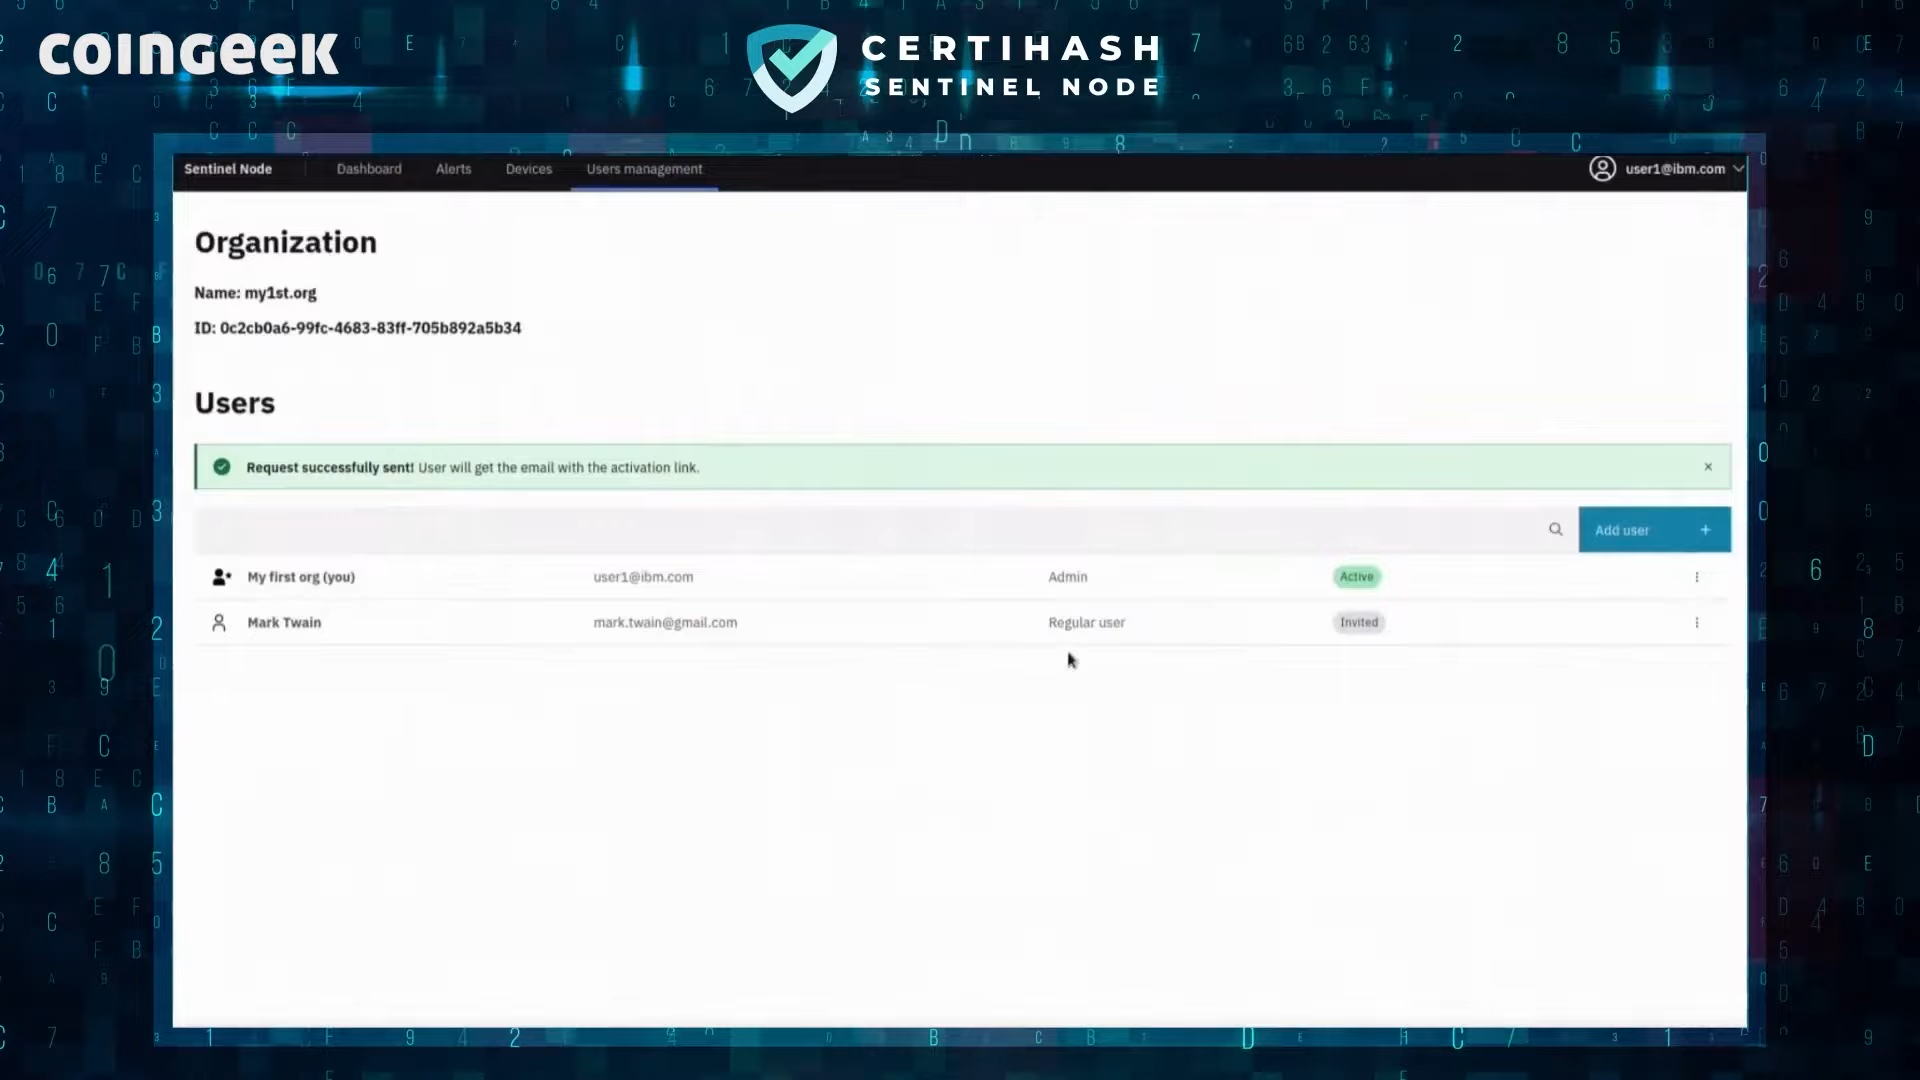 COINGEEK
CERTIHASH
SENTINEL NODE
Sentinel Node Dashboard Alerts Devices Users management user1@ibm.com
Organization
Name: my1st.org
ID: 0c2cb0a6-99fc-4683-83ff-705b892a5b34
Users
Request successfully sent! User will get the email with the activation link.
Add user +
My first org (you) user1@ibm.com Admin Active
Mark Twain mark.twain@gmail.com Regular user Invited